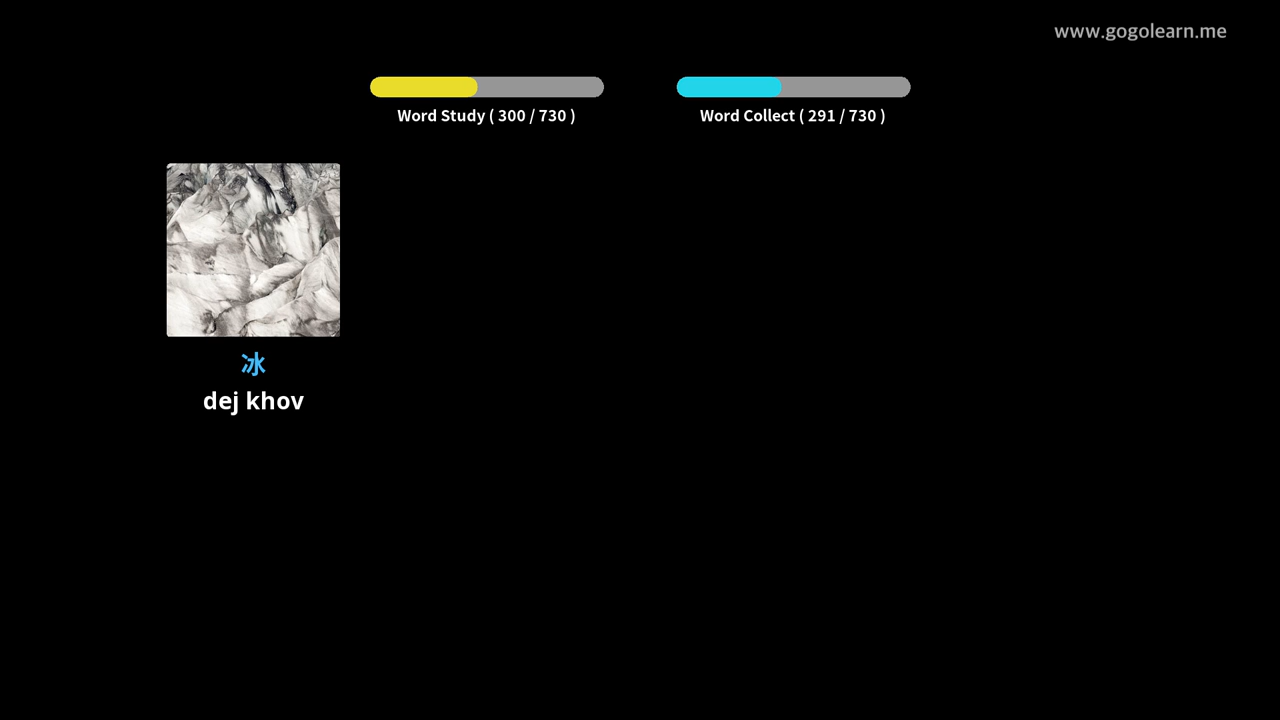 www.gogolearn.me
Word Study ( 300 / 730 )
Word Collect ( 291 / 730 )
冰
dej khov